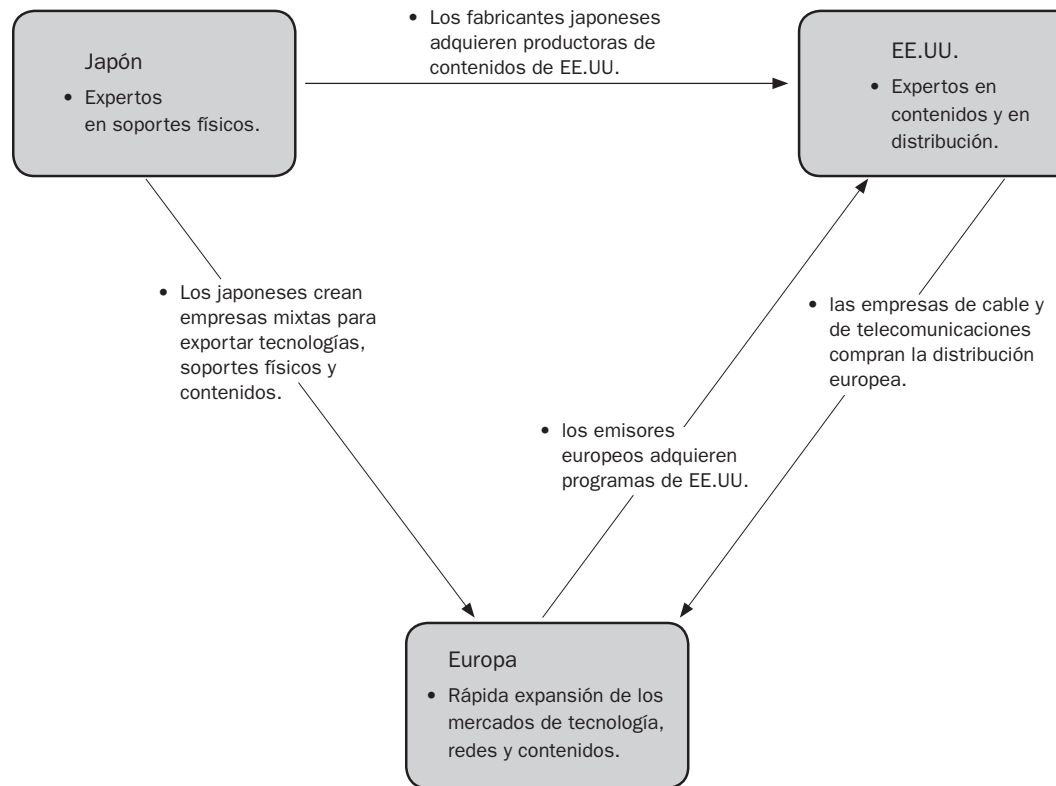 • Los fabricantes japoneses
adquieren productoras de
contenidos de EE.UU.
Japón
• Expertos
en soportes físicos.
EE.UU.
• Expertos en
contenidos y en
distribución.
• Los japoneses crean
empresas mixtas para
exportar tecnologías,
soportes físicos y
contenidos.
• las empresas de cable y
de telecomunicaciones
compran la distribución
europea.
• los emisores
europeos adquieren
programas de EE.UU.
Europa
• Rápida expansión de los
mercados de tecnología,
redes y contenidos.